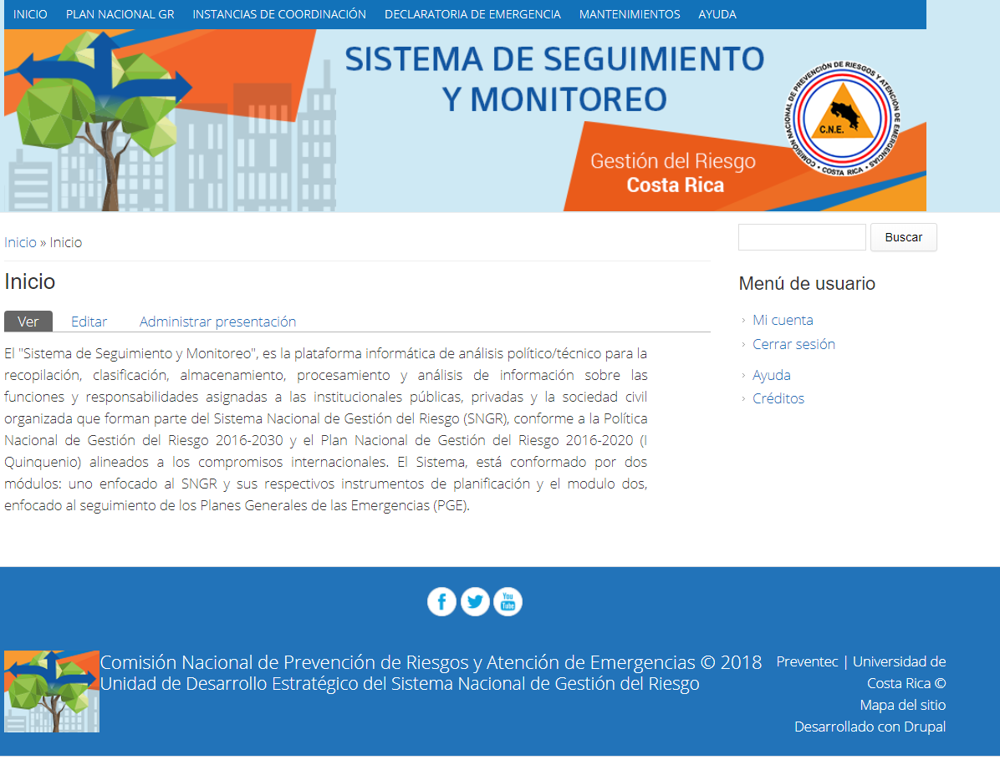 INICIO PLAN NACIONAL GR INSTANCIAS DE COORDINACIÓN DECLARATORIA DE EMERGENCIA MANTENIMIENTOS AYUDA
SISTEMA DE SEGUIMIENTO
Y MONITOREO
COMISIÓN NACIONAL DE PREVENCIÓN DE RIESGOS Y ATENCIÓN DE EMERGENCIAS
C.N.E.
• COSTA RICA •
Gestión del Riesgo
Costa Rica
Inicio » Inicio
Buscar
Inicio
Ver Editar Administrar presentación
El "Sistema de Seguimiento y Monitoreo", es la plataforma informática de análisis político/técnico para la
recopilación, clasificación, almacenamiento, procesamiento y análisis de información sobre las
funciones y responsabilidades asignadas a las institucionales públicas, privadas y la sociedad civil
organizada que forman parte del Sistema Nacional de Gestión del Riesgo (SNGR), conforme a la Política
Nacional de Gestión del Riesgo 2016-2030 y el Plan Nacional de Gestión del Riesgo 2016-2020 (I
Quinquenio) alineados a los compromisos internacionales. El Sistema, está conformado por dos
módulos: uno enfocado al SNGR y sus respectivos instrumentos de planificación y el modulo dos,
enfocado al seguimiento de los Planes Generales de las Emergencias (PGE).
Menú de usuario
Mi cuenta
Cerrar sesión
Ayuda
Créditos
You
Tube
Comisión Nacional de Prevención de Riesgos y Atención de Emergencias © 2018
Unidad de Desarrollo Estratégico del Sistema Nacional de Gestión del Riesgo
Preventec | Universidad de
Costa Rica ©
Mapa del sitio
Desarrollado con Drupal